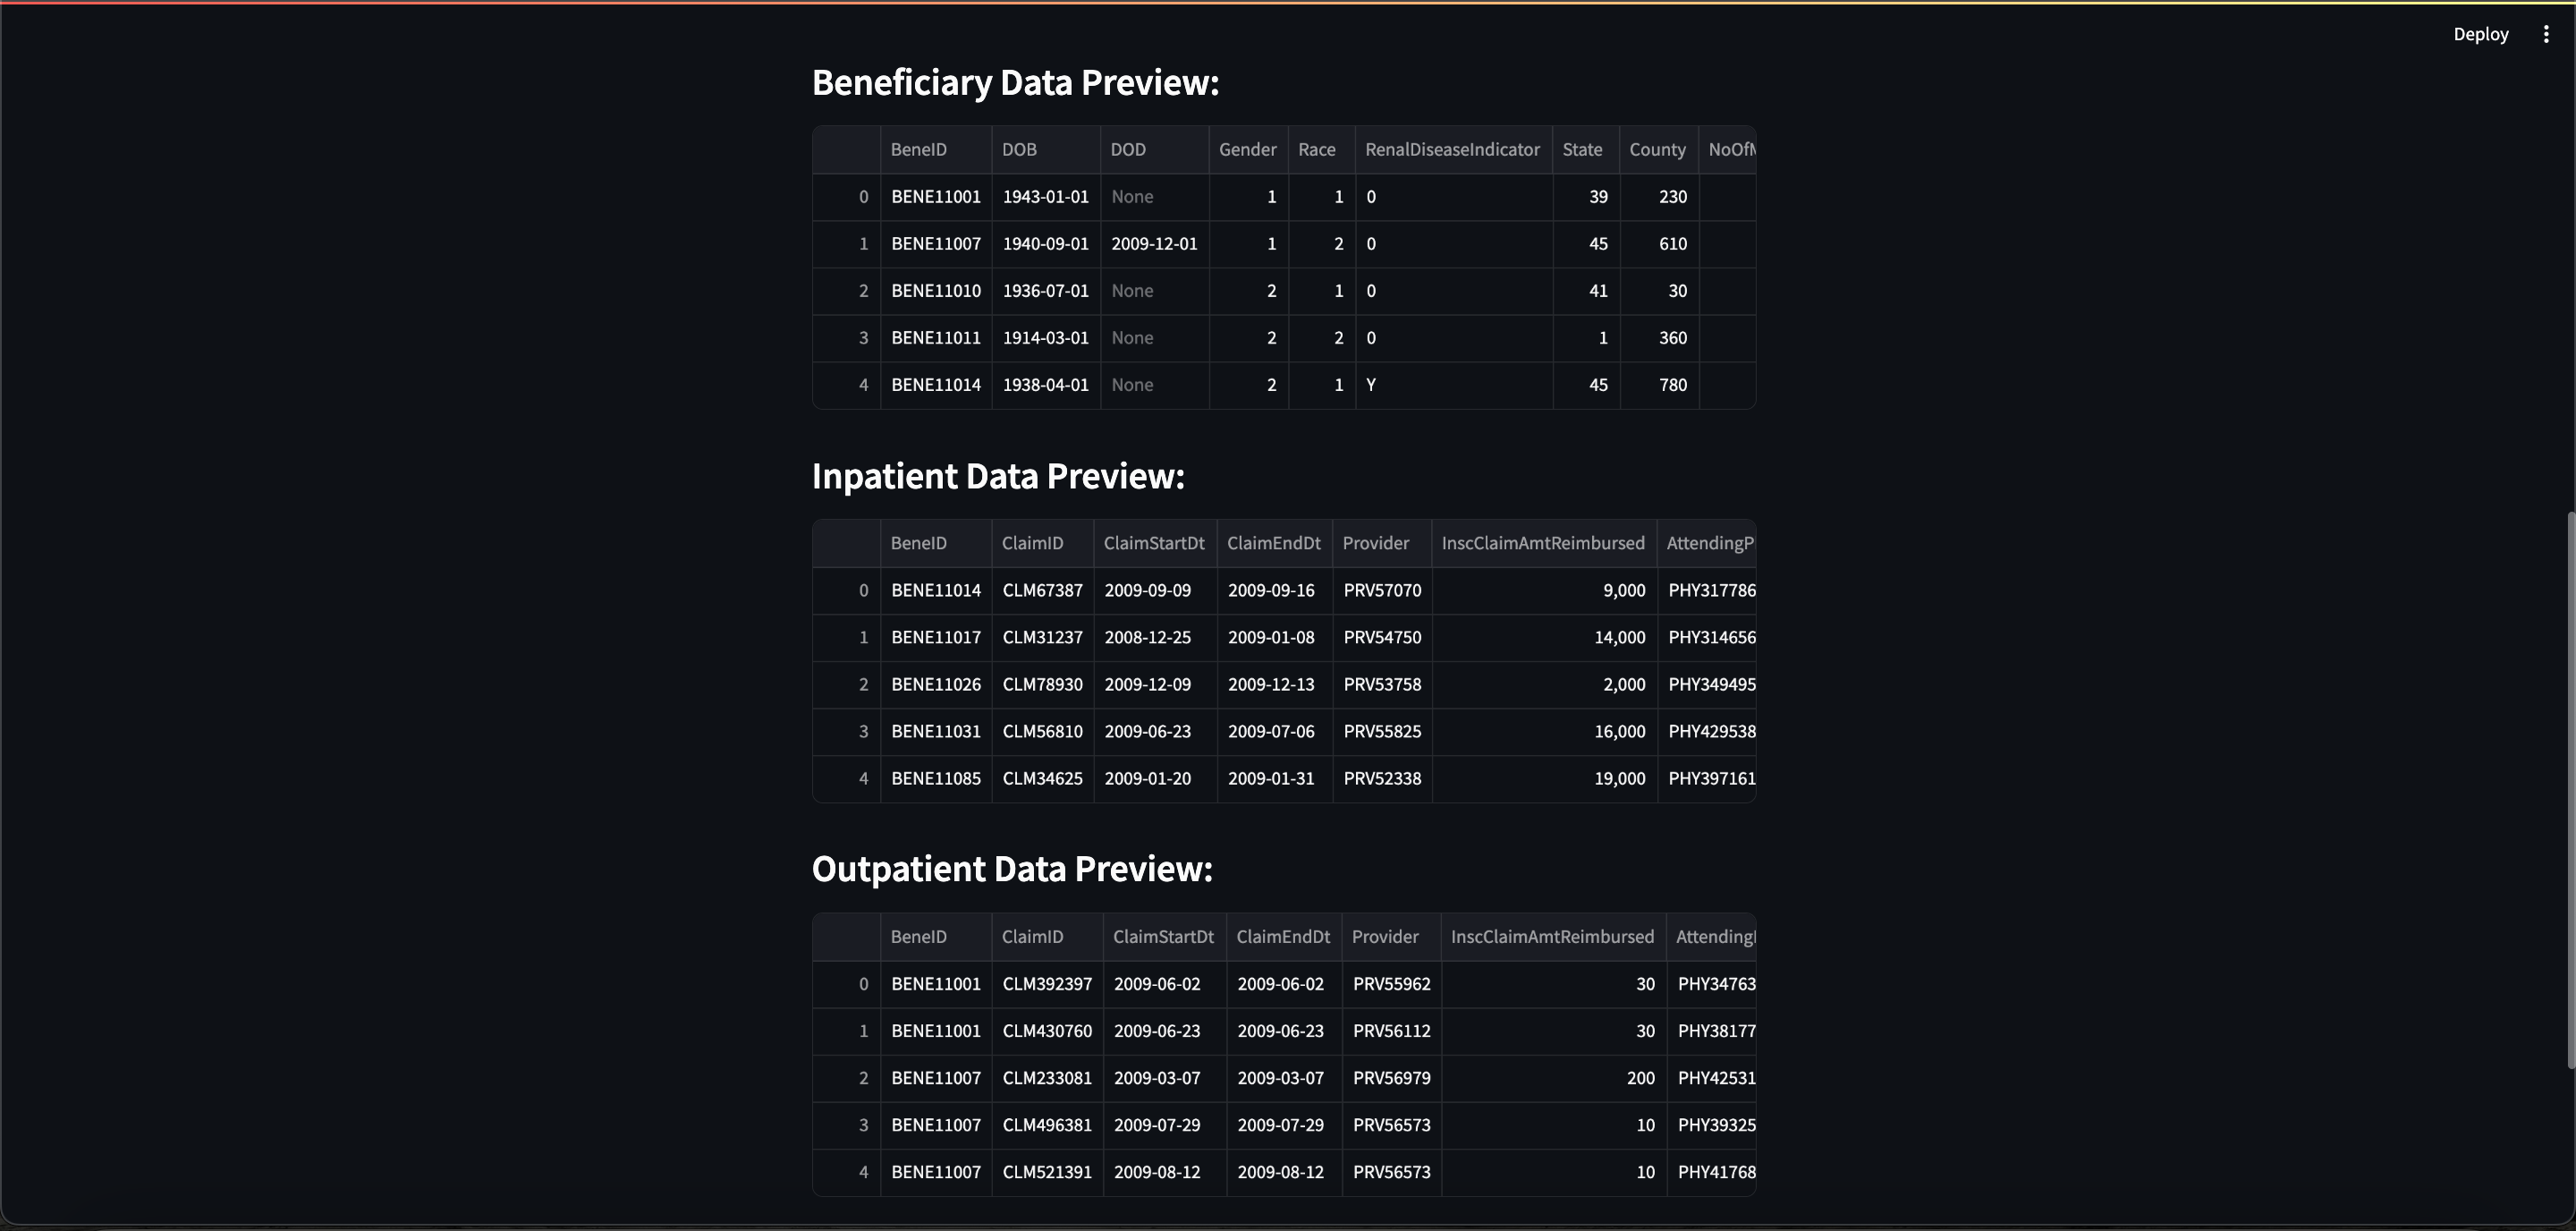 Deploy
Beneficiary Data Preview:
BeneID DOB DOD Gender Race RenalDiseaseIndicator State County NoOfM
0 BENE11001 1943-01-01 None 1 1 0 39 230
1 BENE11007 1940-09-01 2009-12-01 1 2 0 45 610
2 BENE11010 1936-07-01 None 2 1 0 41 30
3 BENE11011 1914-03-01 None 2 2 0 1 360
4 BENE11014 1938-04-01 None 2 1 Y 45 780
Inpatient Data Preview:
BeneID ClaimID ClaimStartDt ClaimEndDt Provider InscClaimAmtReimbursed AttendingP
0 BENE11014 CLM67387 2009-09-09 2009-09-16 PRV57070 9,000 PHY317786
1 BENE11017 CLM31237 2008-12-25 2009-01-08 PRV54750 14,000 PHY314656
2 BENE11026 CLM78930 2009-12-09 2009-12-13 PRV53758 2,000 PHY349495
3 BENE11031 CLM56810 2009-06-23 2009-07-06 PRV55825 16,000 PHY429538
4 BENE11085 CLM34625 2009-01-20 2009-01-31 PRV52338 19,000 PHY397161
Outpatient Data Preview:
BeneID ClaimID ClaimStartDt ClaimEndDt Provider InscClaimAmtReimbursed Attending
0 BENE11001 CLM392397 2009-06-02 2009-06-02 PRV55962 30 PHY34763
1 BENE11001 CLM430760 2009-06-23 2009-06-23 PRV56112 30 PHY38177
2 BENE11007 CLM233081 2009-03-07 2009-03-07 PRV56979 200 PHY42531
3 BENE11007 CLM496381 2009-07-29 2009-07-29 PRV56573 10 PHY39325
4 BENE11007 CLM521391 2009-08-12 2009-08-12 PRV56573 10 PHY41768